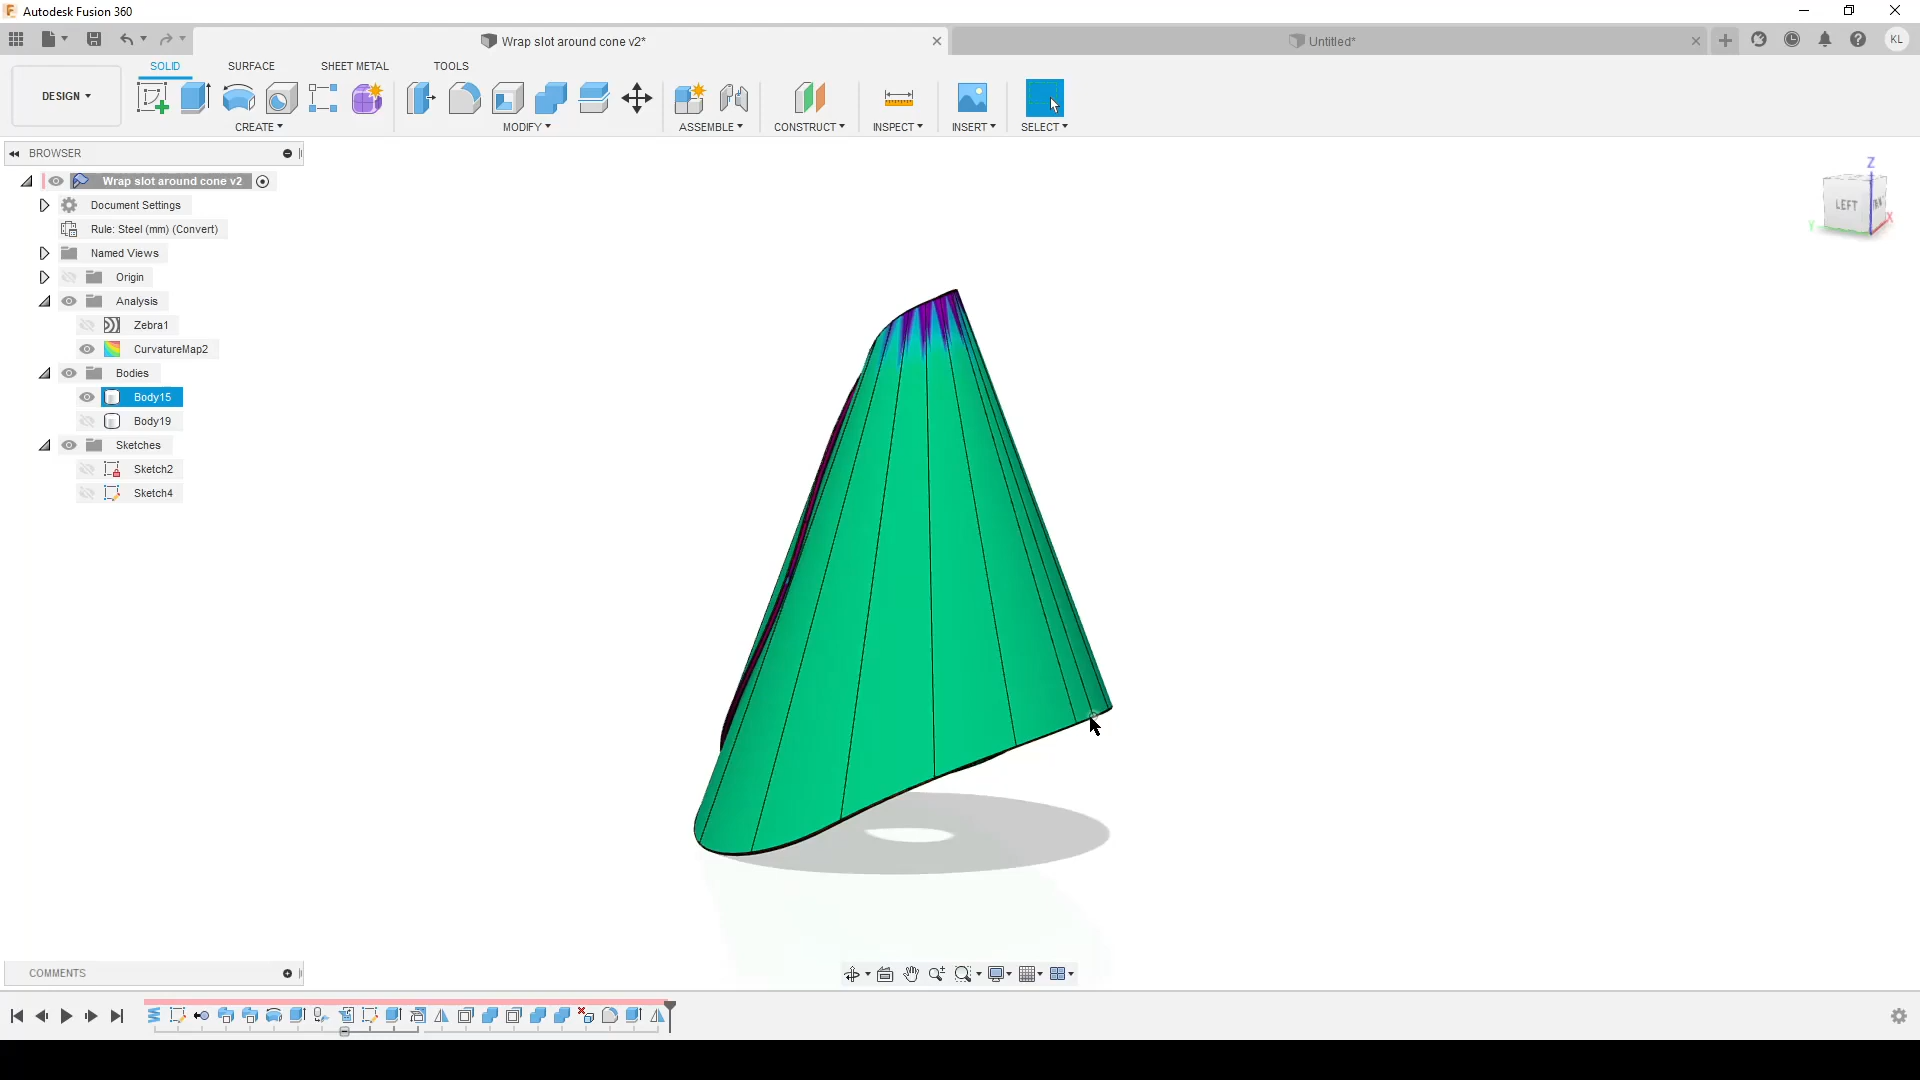 Autodesk Fusion 360
Wrap slot around cone v2*
Untitled*
KL
DESIGN
SOLID
SURFACE
SHEET METAL
TOOLS
CREATE
MODIFY
ASSEMBLE
CONSTRUCT
INSPECT
INSERT
SELECT
BROWSER
Wrap slot around cone v2
Document Settings
Rule: Steel (mm) (Convert)
Named Views
Origin
Analysis
Zebra1
CurvatureMap2
Bodies
Body15
Body19
Sketches
Sketch2
Sketch4
Z
LEFT
X
Y
COMMENTS